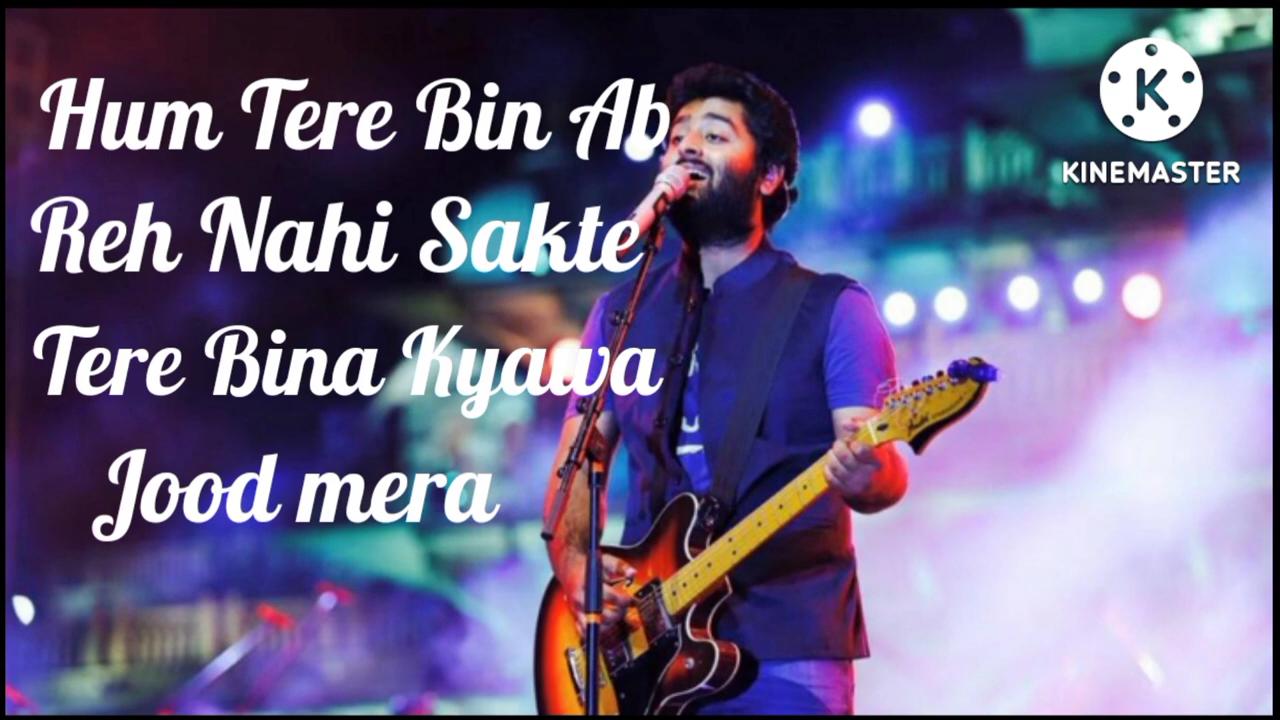 Hum Tere Bin Ab
Reh Nahi Sakte
Tere Bina Kyawa
Jood mera
K
KINEMASTER